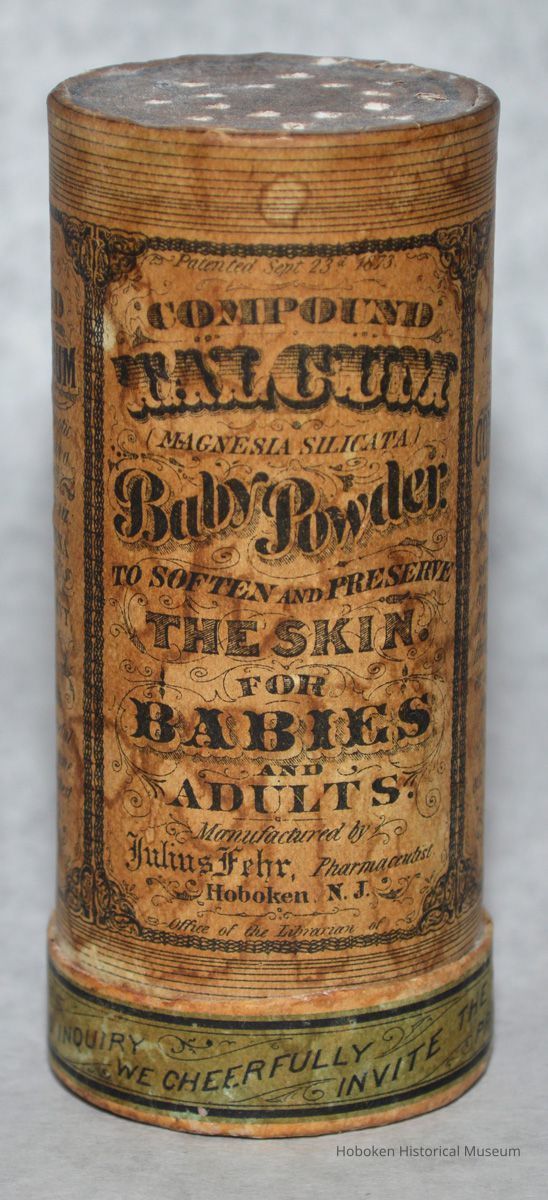 Patented Sept 23d 1873.
COMPOUND
TALCUM
(MAGNESIA SILICATA)
Baby Powder.
TO SOFTEN AND PRESERVE
THE SKIN.
FOR
BABIES
AND
ADULTS.
Manufactured by
Julius Fehr, Pharmaceutist
Hoboken N. J.
Office of the Librarian of
INQUIRY
WE CHEERFULLY
INVITE
THE
Hoboken Historical Museum